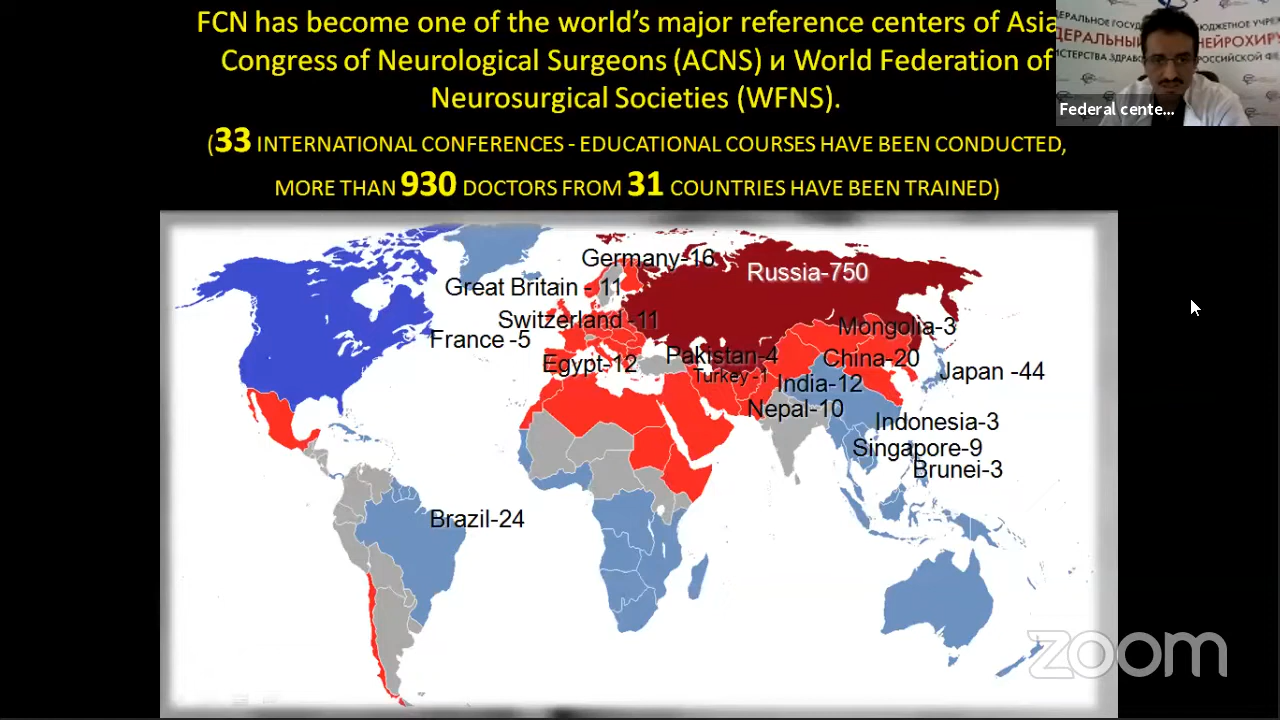 FCN has become one of the world's major reference centers of Asia
Congress of Neurological Surgeons (ACNS) и World Federation of
Neurosurgical Societies (WFNS).
(33 INTERNATIONAL CONFERENCES - EDUCATIONAL COURSES HAVE BEEN CONDUCTED,
MORE THAN 930 DOCTORS FROM 31 COUNTRIES HAVE BEEN TRAINED)
НЕЙРОХИРУ
Federal cente...
Germany-16
Russia-750
Great Britain - 11
Switzerland -11
Mongolia-3
France -5
Egypt-12
Pakistan-4
China-20
Turkey -1
Japan -44
India-12
Nepal-10
Indonesia-3
Singapore-9
Brunei-3
Brazil-24
zoom